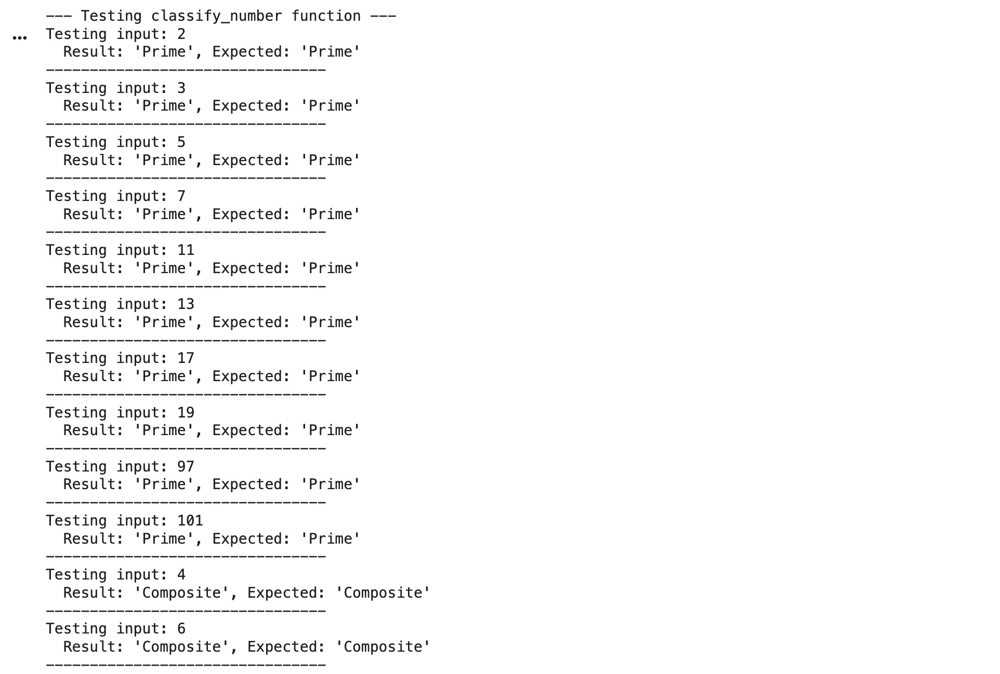 --- Testing classify_number function ---
Testing input: 2
  Result: 'Prime', Expected: 'Prime'
--------------------------------
Testing input: 3
  Result: 'Prime', Expected: 'Prime'
--------------------------------
Testing input: 5
  Result: 'Prime', Expected: 'Prime'
--------------------------------
Testing input: 7
  Result: 'Prime', Expected: 'Prime'
--------------------------------
Testing input: 11
  Result: 'Prime', Expected: 'Prime'
--------------------------------
Testing input: 13
  Result: 'Prime', Expected: 'Prime'
--------------------------------
Testing input: 17
  Result: 'Prime', Expected: 'Prime'
--------------------------------
Testing input: 19
  Result: 'Prime', Expected: 'Prime'
--------------------------------
Testing input: 97
  Result: 'Prime', Expected: 'Prime'
--------------------------------
Testing input: 101
  Result: 'Prime', Expected: 'Prime'
--------------------------------
Testing input: 4
  Result: 'Composite', Expected: 'Composite'
--------------------------------
Testing input: 6
  Result: 'Composite', Expected: 'Composite'
--------------------------------